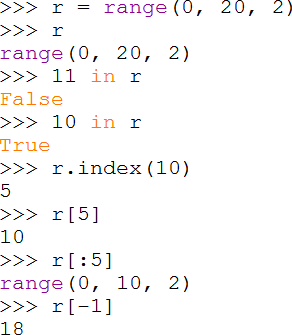 >>> r = range(0, 20, 2)
>>> r
range(0, 20, 2)
>>> 11 in r
False
>>> 10 in r
True
>>> r.index(10)
5
>>> r[5]
10
>>> r[:5]
range(0, 10, 2)
>>> r[-1]
18